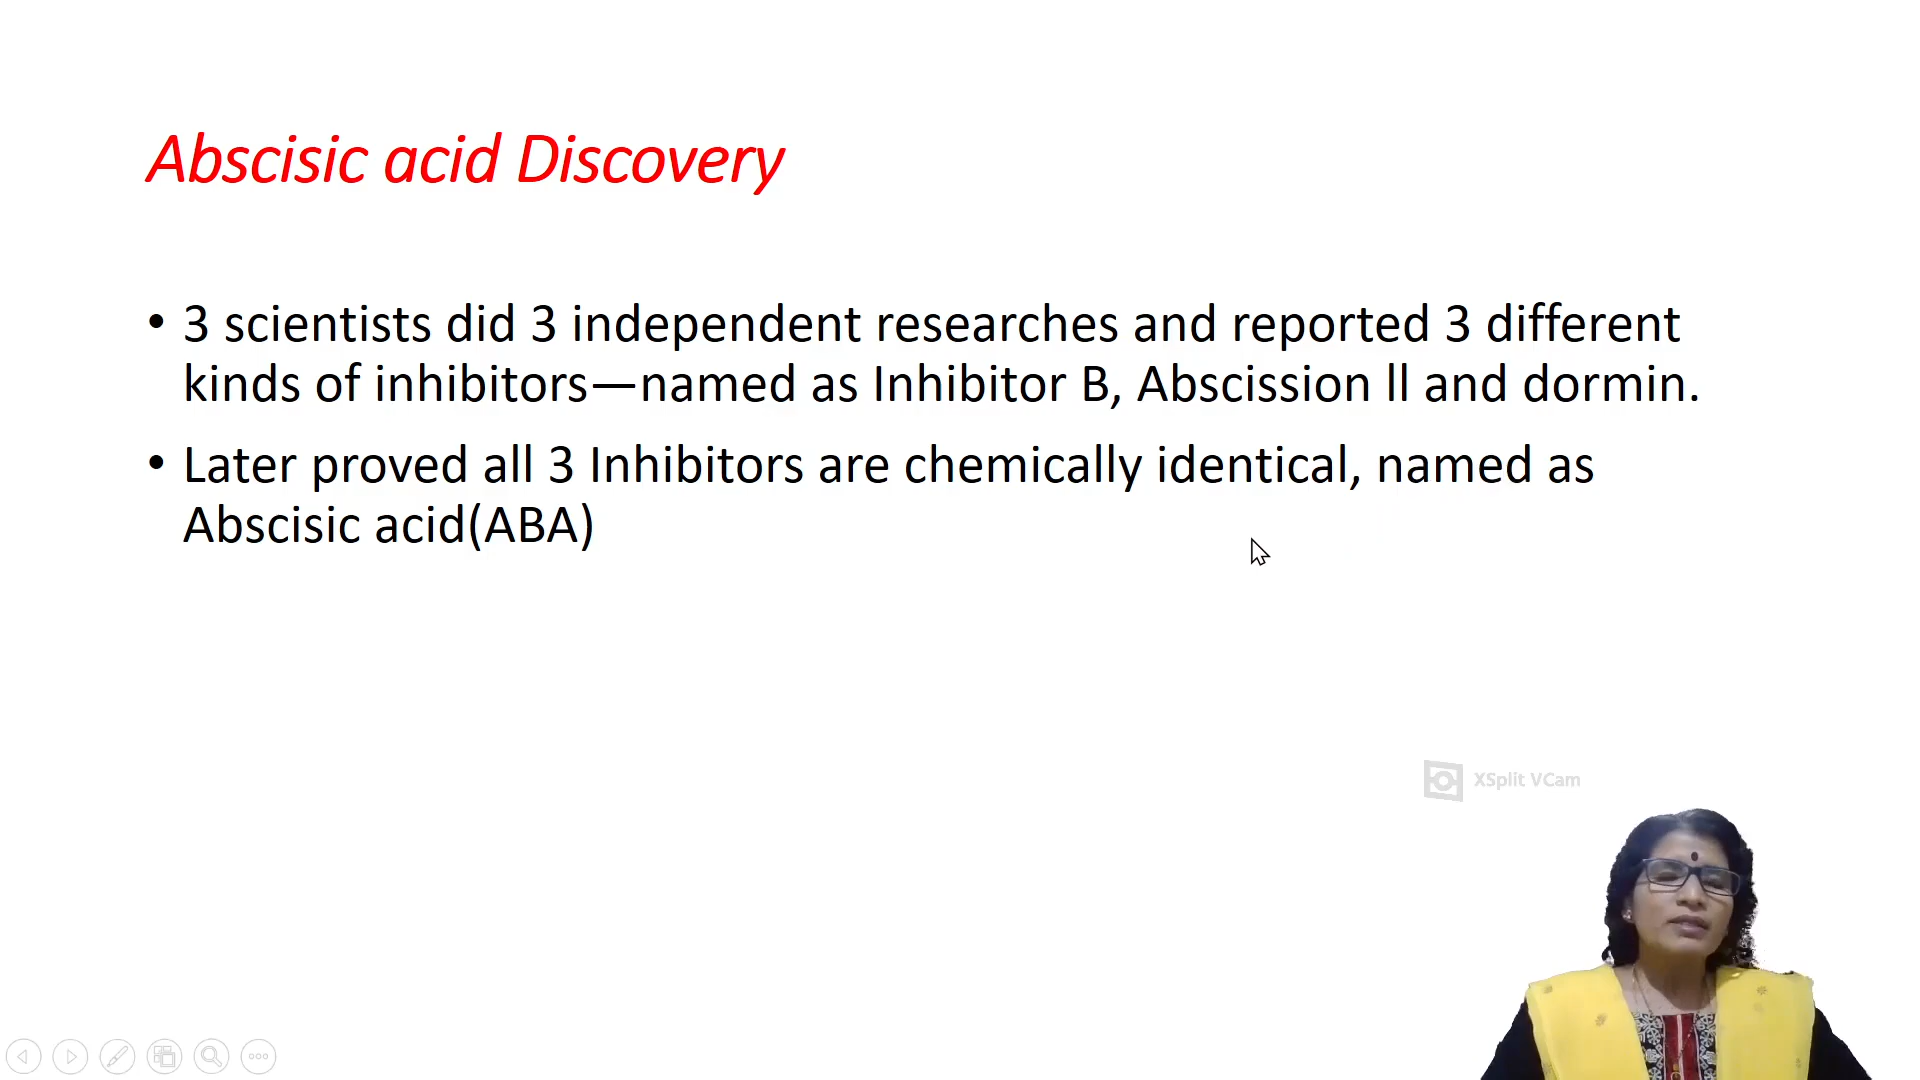 Abscisic acid Discovery
• 3 scientists did 3 independent researches and reported 3 different
kinds of inhibitors—named as Inhibitor B, Abscission ll and dormin.
• Later proved all 3 Inhibitors are chemically identical, named as
Abscisic acid(ABA)
XSplit VCam